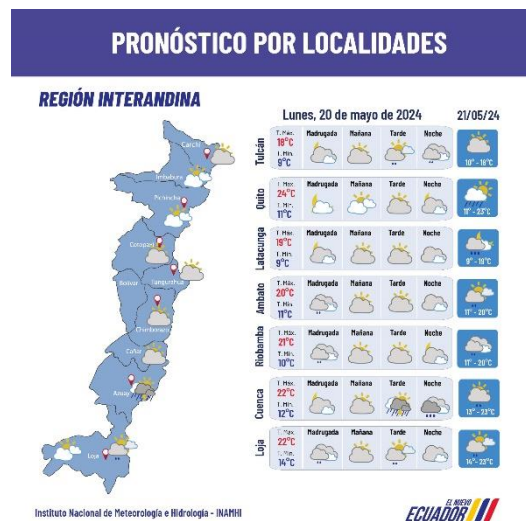 PRONÓSTICO POR LOCALIDADES
REGIÓN INTERANDINA
Lunes, 20 de mayo de 2024
21/05/24
Carchi
Imbabura
Pichincha
Cotopaxi
Tungurahua
Bolívar
Chimborazo
Cañar
Azuay
Loja
Tulcán
T. Máx.
18°C
T. Mín.
9°C
Madrugada Mañana Tarde Noche
10° - 18°C
Quito
T. Máx.
24°C
T. Mín.
11°C
Madrugada Mañana Tarde Noche
11° - 23°C
Latacunga
T. Máx.
19°C
T. Mín.
9°C
Madrugada Mañana Tarde Noche
9° - 19°C
Ambato
T. Máx.
20°C
T. Mín.
11°C
Madrugada Mañana Tarde Noche
11° - 20°C
Riobamba
T. Máx.
21°C
T. Mín.
10°C
Madrugada Mañana Tarde Noche
11° - 20°C
Cuenca
T. Máx.
22°C
T. Mín.
12°C
Madrugada Mañana Tarde Noche
13° - 23°C
Loja
T. Máx.
22°C
T. Mín.
14°C
Madrugada Mañana Tarde Noche
14° - 23°C
Instituto Nacional de Meteorología e Hidrología - INAMHI
EL NUEVO
ECUADOR